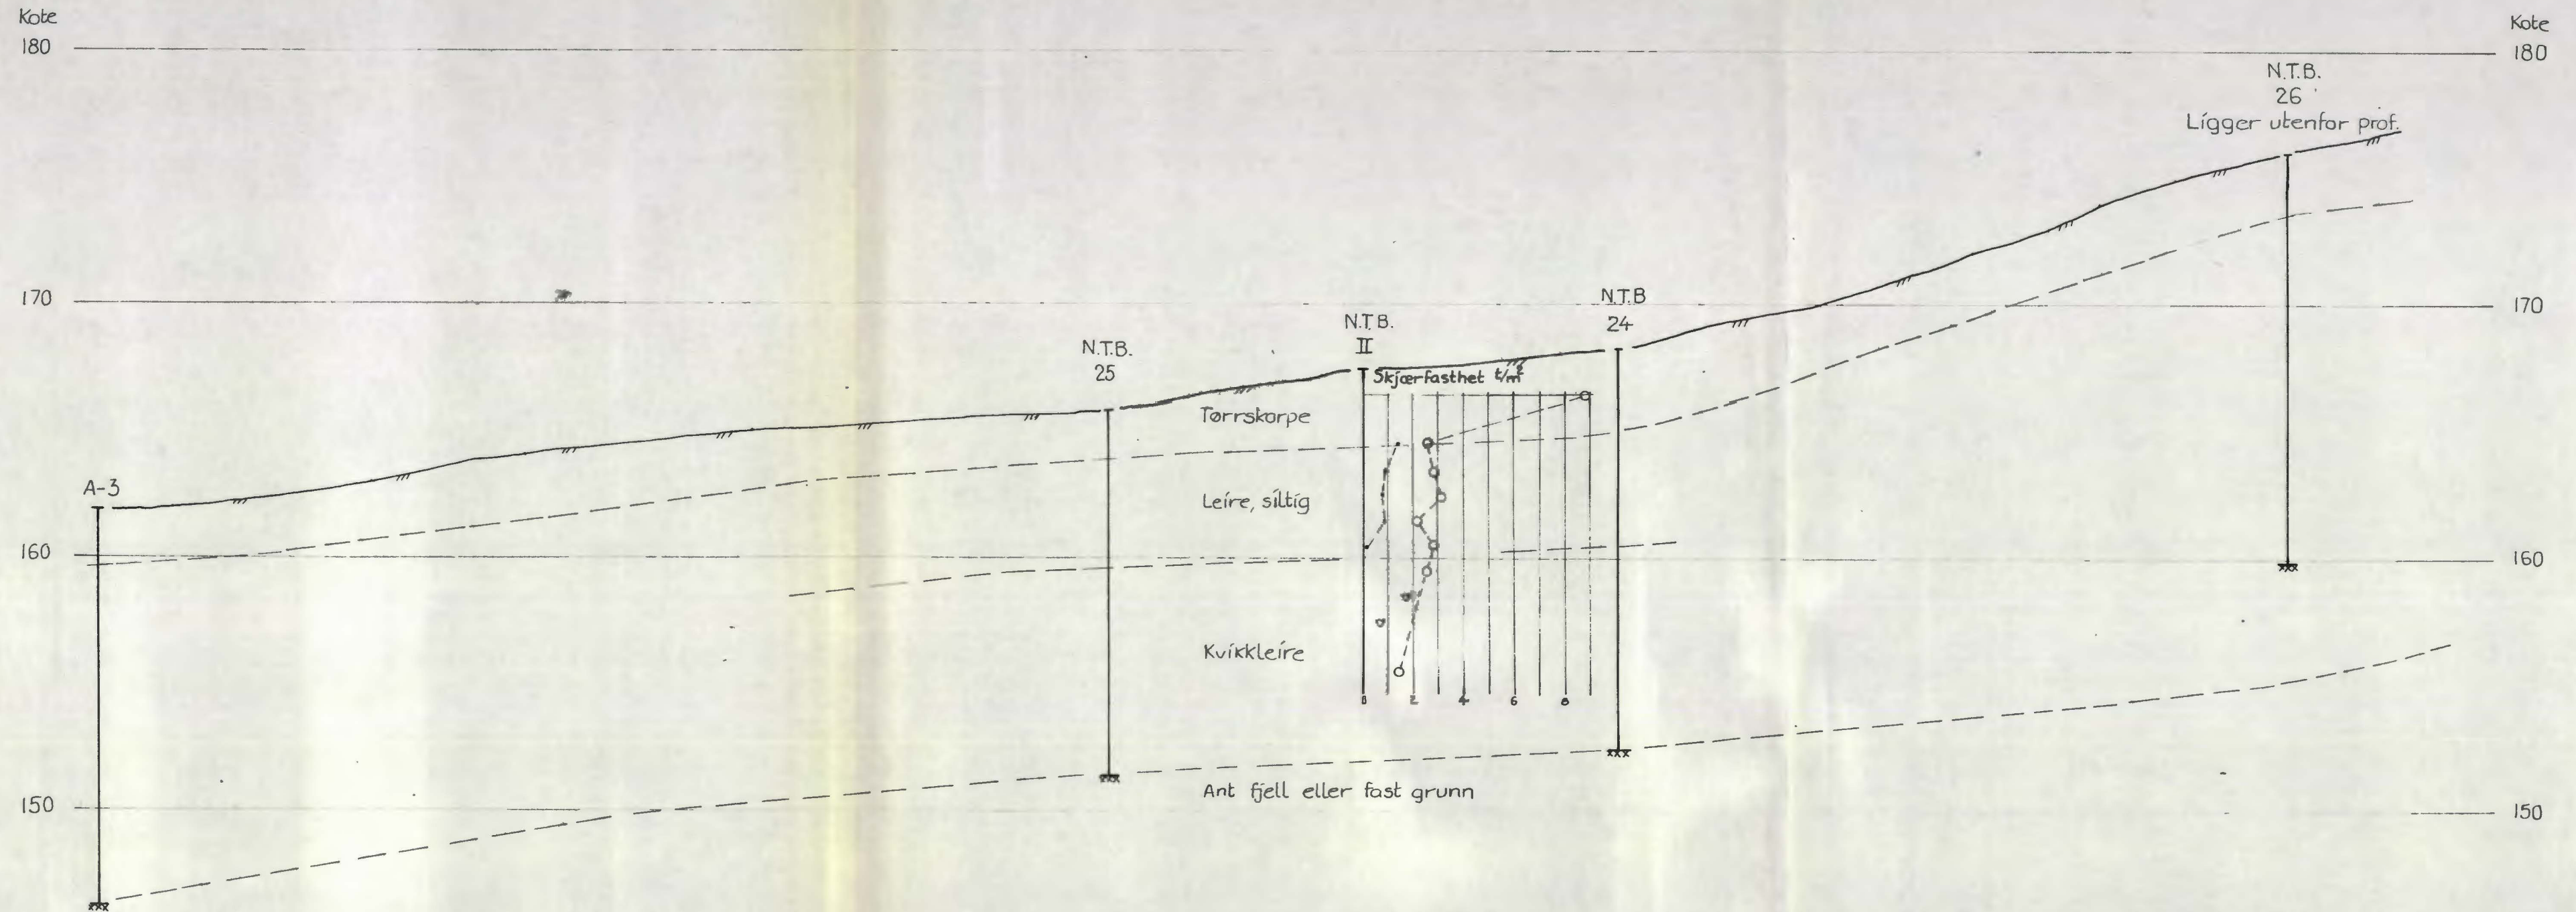 Kote
Kote
180
180
N.T.B.
26
Ligger utenfor prof.
170
170
N.T.B
24
N.T.B.
II
N.T.B.
25
Skjærfasthet t/m²
Tørrskorpe
A-3
Leire, siltig
160
160
Kvikkleire
0 2 4 6 8
Ant fjell eller fast grunn
150
150